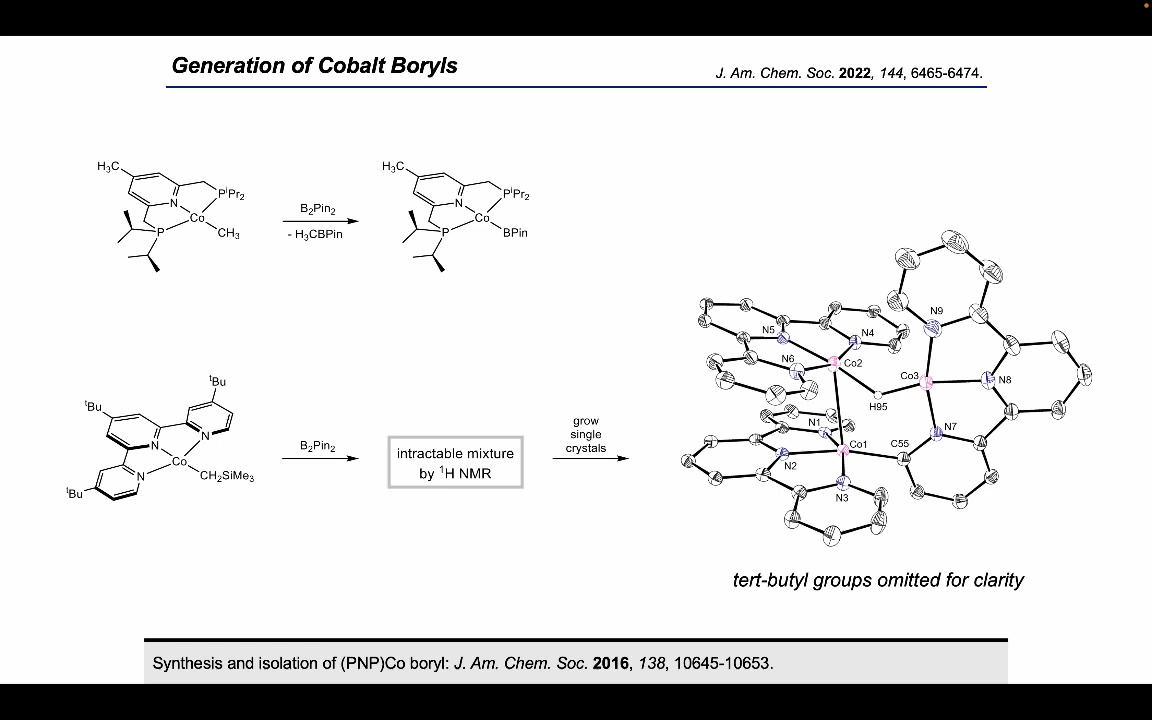 Generation of Cobalt Boryls
J. Am. Chem. Soc. 2022, 144, 6465-6474.
H₃C
PⁱPr₂
N
Co
P
CH₃
B₂Pin₂
- H₃CBPin
H₃C
PⁱPr₂
N
Co
P
BPin
ᵗBu
ᵗBu
N
N
Co
N
CH₂SiMe₃
ᵗBu
B₂Pin₂
intractable mixture
by ¹H NMR
grow
single
crystals
N9
N5
N4
N6
Co2
Co3
N8
H95
N1
N7
Co1
C55
N2
N3
tert-butyl groups omitted for clarity
Synthesis and isolation of (PNP)Co boryl: J. Am. Chem. Soc. 2016, 138, 10645-10653.